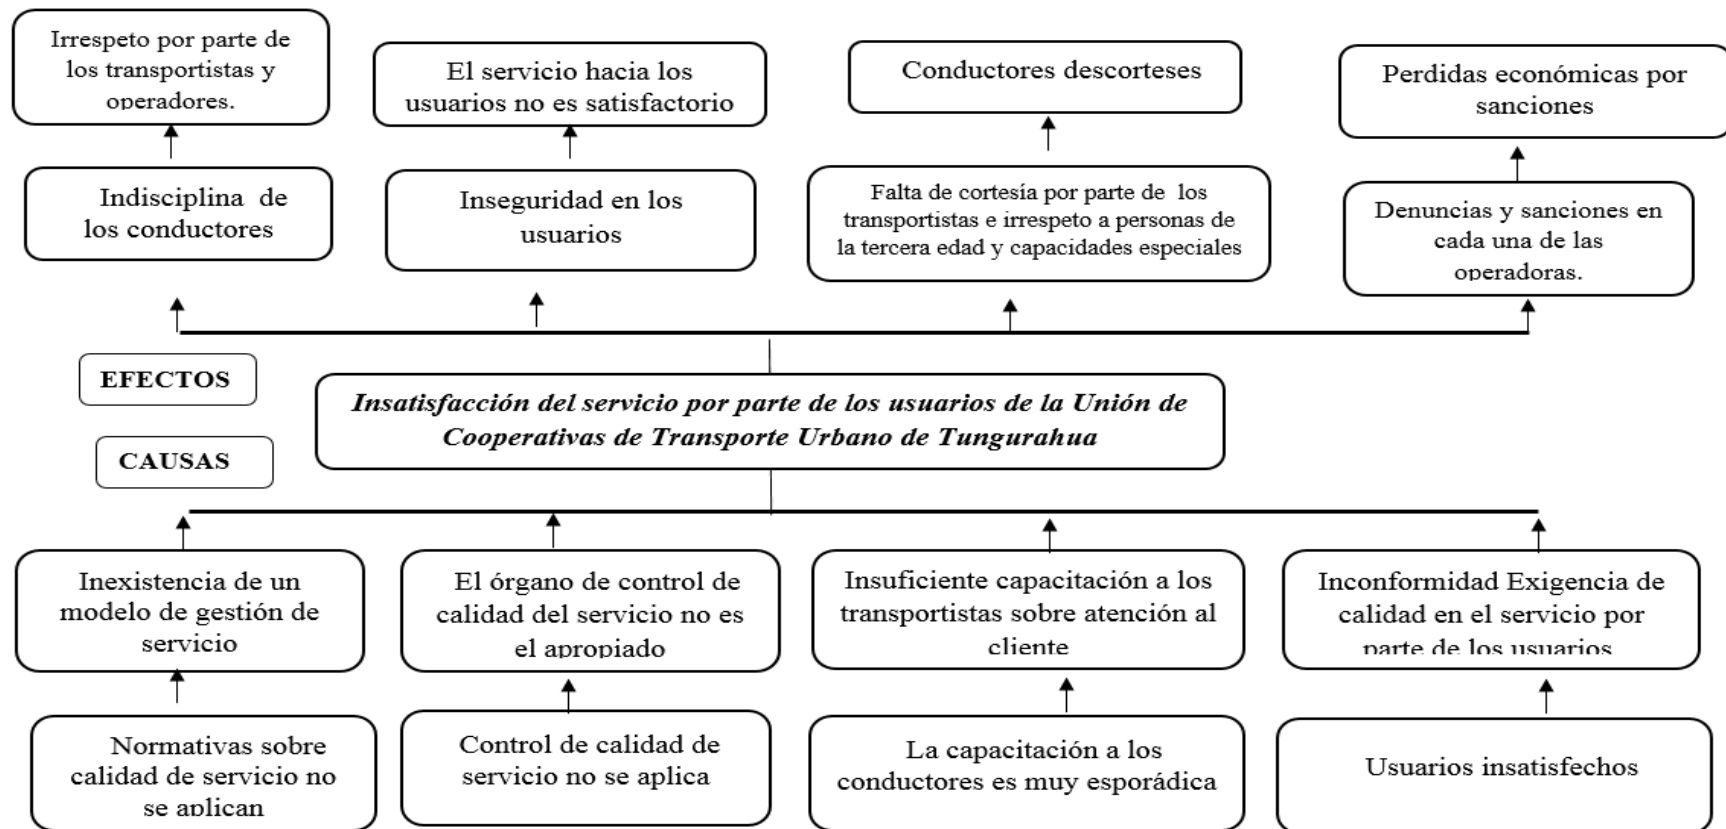 Irrespeto por parte de
los transportistas y
operadores.
El servicio hacia los
usuarios no es satisfactorio
Conductores descorteses
Perdidas económicas por
sanciones
Indisciplina de
los conductores
Inseguridad en los
usuarios
Falta de cortesía por parte de los
transportistas e irrespeto a personas de
la tercera edad y capacidades especiales
Denuncias y sanciones en
cada una de las
operadoras.
EFECTOS
Insatisfacción del servicio por parte de los usuarios de la Unión de
Cooperativas de Transporte Urbano de Tungurahua
CAUSAS
Inexistencia de un
modelo de gestión de
servicio
El órgano de control de
calidad del servicio no es
el apropiado
Insuficiente capacitación a los
transportistas sobre atención al
cliente
Inconformidad Exigencia de
calidad en el servicio por
parte de los usuarios
Normativas sobre
calidad de servicio no
se aplican
Control de calidad de
servicio no se aplica
La capacitación a los
conductores es muy esporádica
Usuarios insatisfechos